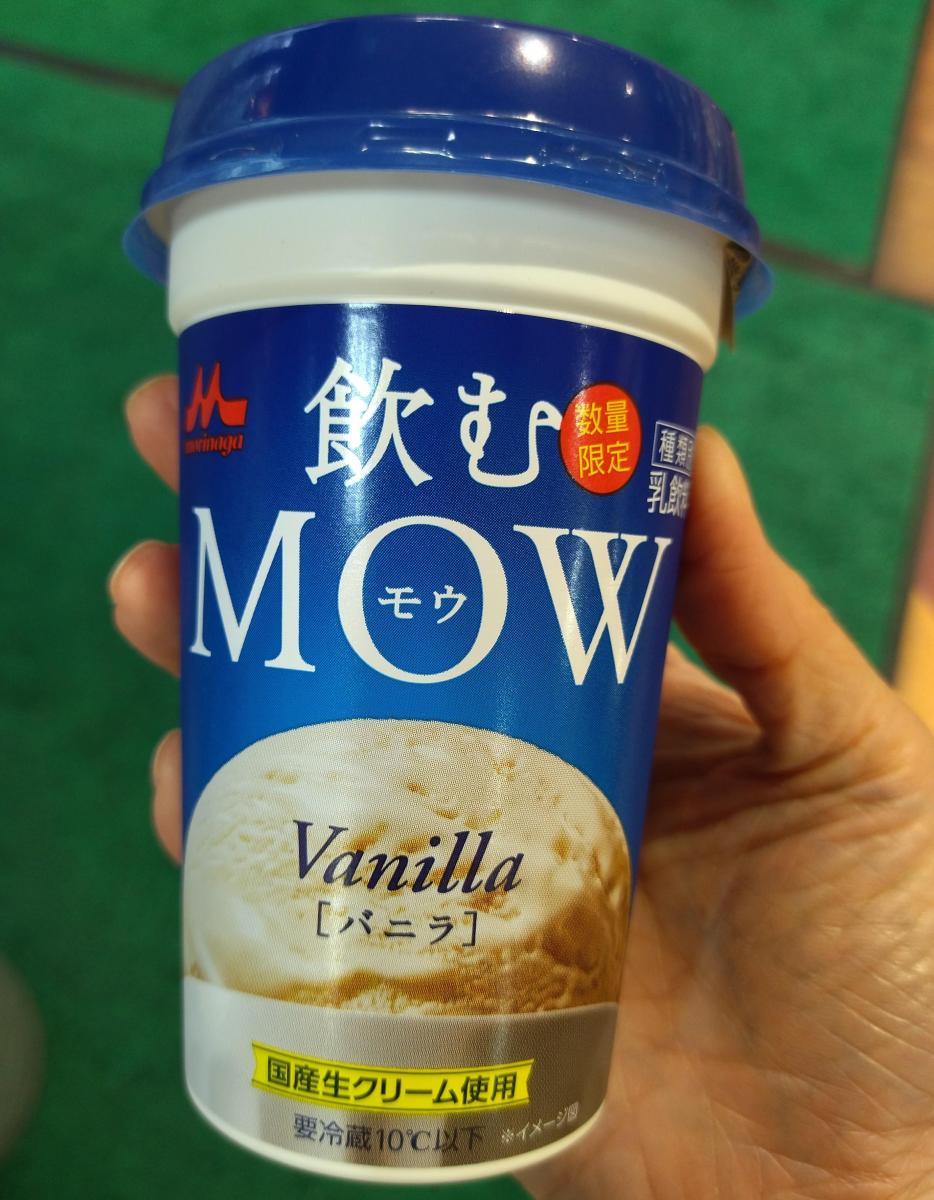 morinaga
飲む
数量
限定
種類別
乳飲料
MOW
モウ
Vanilla
[バニラ]
国産生クリーム使用
要冷蔵10℃以下
※イメージ図